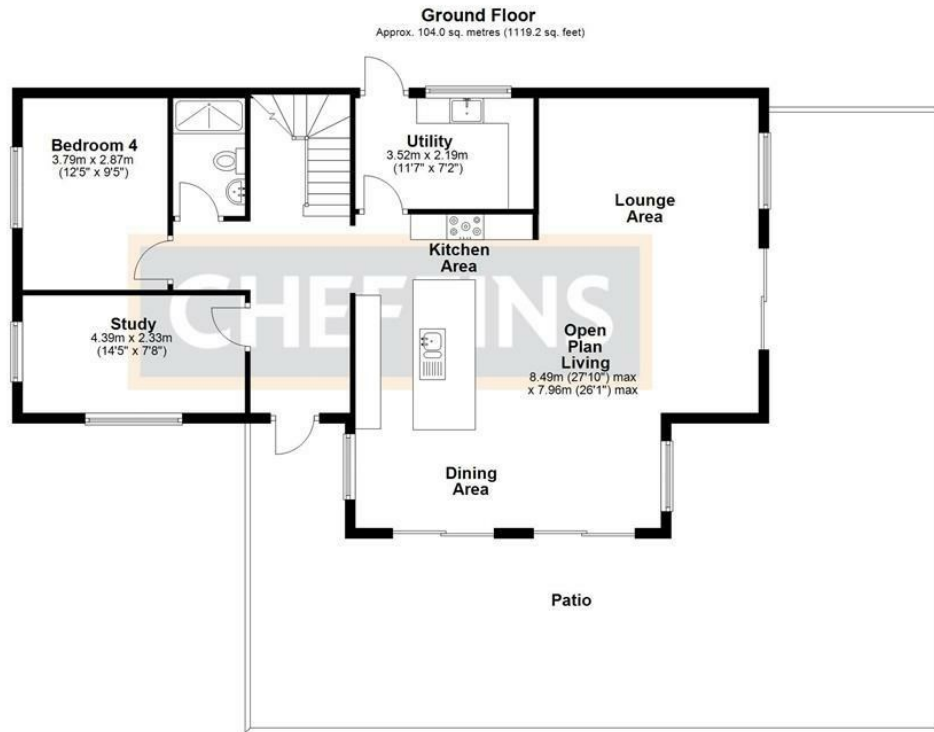 Ground Floor
Approx. 104.0 sq. metres (1119.2 sq. feet)
Bedroom 4
3.79m x 2.87m
(12'5" x 9'5")
Utility
3.52m x 2.19m
(11'7" x 7'2")
Lounge
Area
Kitchen
Area
Study
4.39m x 2.33m
(14'5" x 7'8")
Open
Plan
Living
8.49m (27'10") max
x 7.96m (26'1") max
Dining
Area
Patio